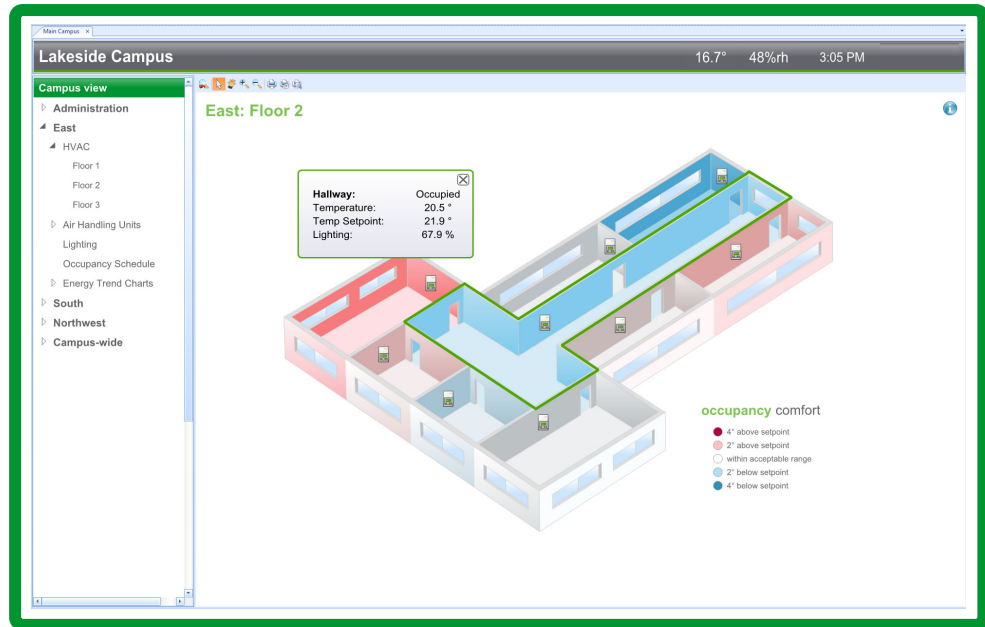 Main Campus ×
Lakeside Campus
16.7° 48%rh 3:05 PM
Campus view
Administration
East
HVAC
Floor 1
Floor 2
Floor 3
Air Handling Units
Lighting
Occupancy Schedule
Energy Trend Charts
South
Northwest
Campus-wide
East: Floor 2
Hallway: Occupied
Temperature: 20.5 °
Temp Setpoint: 21.9 °
Lighting: 67.9 %
occupancy comfort
4° above setpoint
2° above setpoint
within acceptable range
2° below setpoint
4° below setpoint